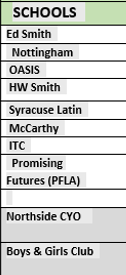 SCHOOLS
Ed Smith
Nottingham
OASIS
HW Smith
Syracuse Latin
McCarthy
ITC
Promising
Futures (PFLA)
Northside CYO
Boys & Girls Club